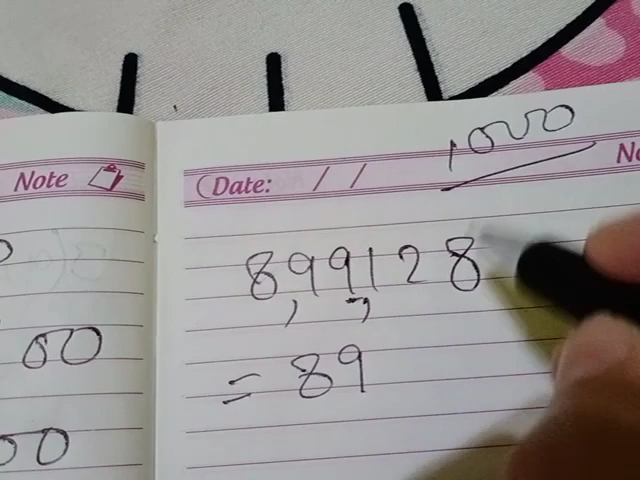 Note
Date: / /
1000
No
899128
, ,
= 89
00
00